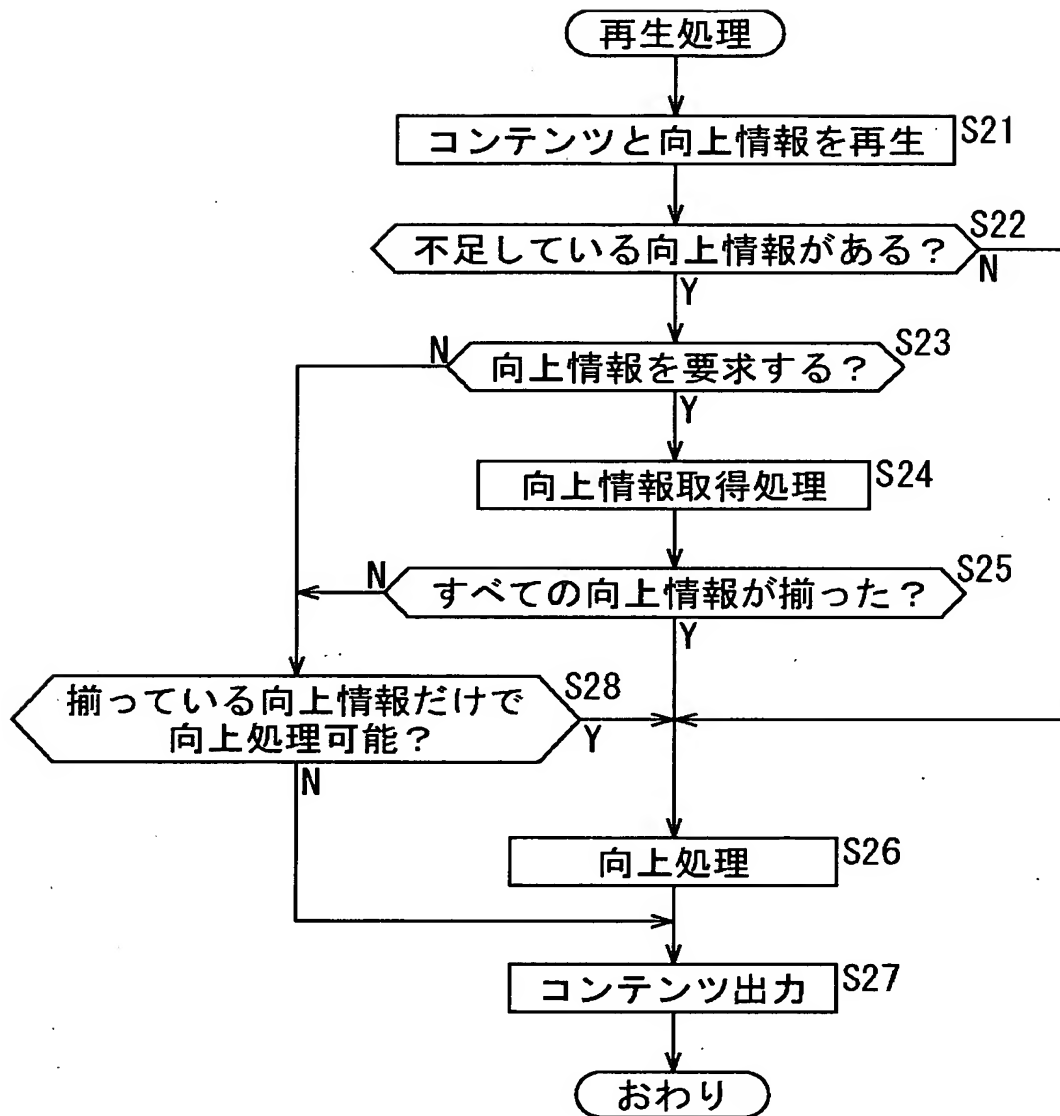 再生処理
コンテンツと向上情報を再生
S21
不足している向上情報がある？
S22
N
Y
向上情報を要求する？
S23
N
Y
向上情報取得処理
S24
すべての向上情報が揃った？
S25
N
Y
揃っている向上情報だけで
向上処理可能？
S28
Y
N
向上処理
S26
コンテンツ出力
S27
おわり